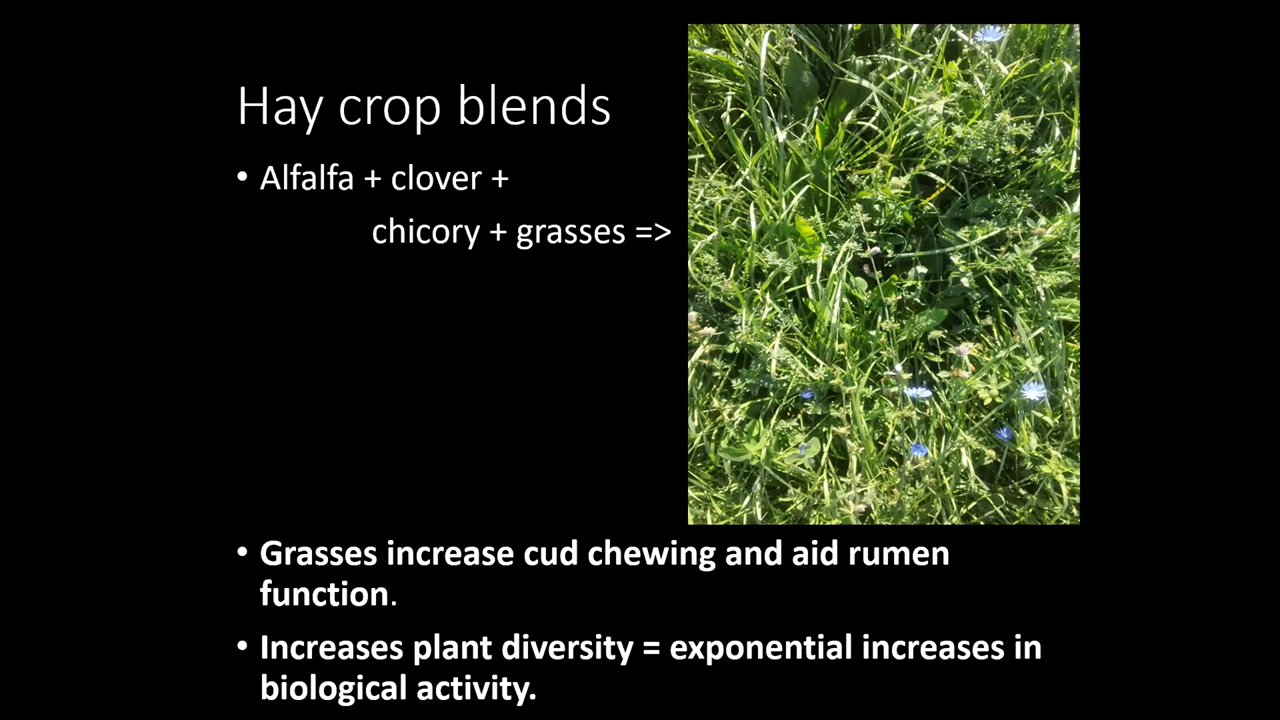 Hay crop blends
• Alfalfa + clover +
chicory + grasses =>
• Grasses increase cud chewing and aid rumen
function.
• Increases plant diversity = exponential increases in
biological activity.